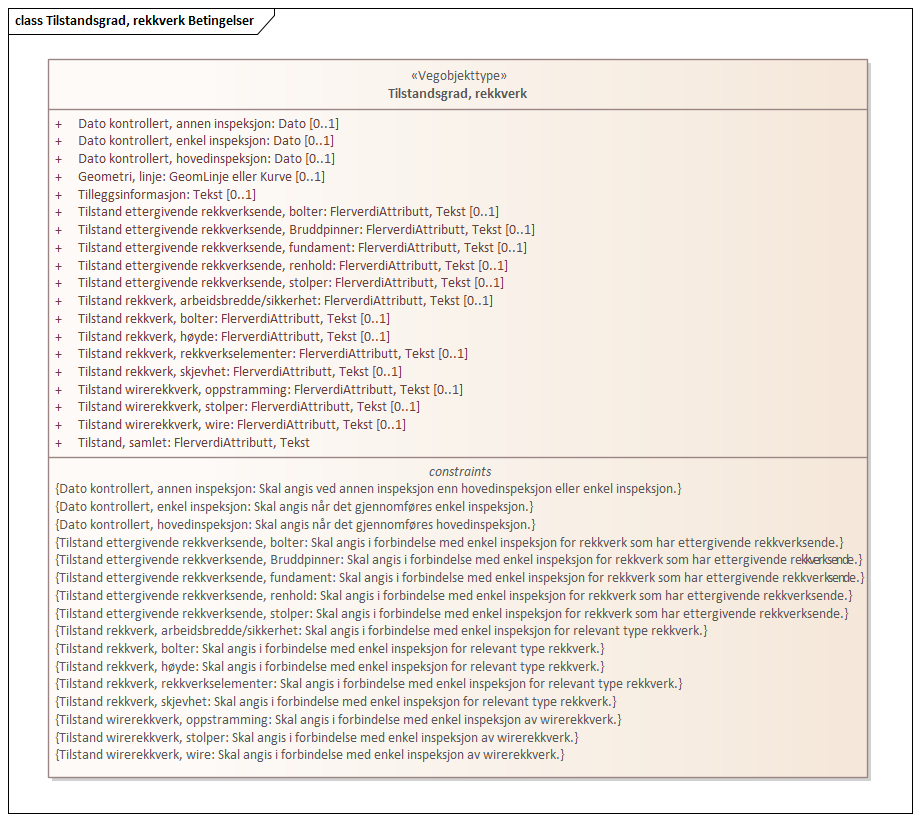 class Tilstandsgrad, rekkverk Betingelser
«Vegobjekttype»
Tilstandsgrad, rekkverk
+ Dato kontrollert, annen inspeksjon: Dato [0..1]
+ Dato kontrollert, enkel inspeksjon: Dato [0..1]
+ Dato kontrollert, hovedinspeksjon: Dato [0..1]
+ Geometri, linje: GeomLinje eller Kurve [0..1]
+ Tilleggsinformasjon: Tekst [0..1]
+ Tilstand ettergivende rekkverksende, bolter: FlerverdiAttributt, Tekst [0..1]
+ Tilstand ettergivende rekkverksende, Bruddpinner: FlerverdiAttributt, Tekst [0..1]
+ Tilstand ettergivende rekkverksende, fundament: FlerverdiAttributt, Tekst [0..1]
+ Tilstand ettergivende rekkverksende, renhold: FlerverdiAttributt, Tekst [0..1]
+ Tilstand ettergivende rekkverksende, stolper: FlerverdiAttributt, Tekst [0..1]
+ Tilstand rekkverk, arbeidsbredde/sikkerhet: FlerverdiAttributt, Tekst [0..1]
+ Tilstand rekkverk, bolter: FlerverdiAttributt, Tekst [0..1]
+ Tilstand rekkverk, høyde: FlerverdiAttributt, Tekst [0..1]
+ Tilstand rekkverk, rekkverkselementer: FlerverdiAttributt, Tekst [0..1]
+ Tilstand rekkverk, skjevhet: FlerverdiAttributt, Tekst [0..1]
+ Tilstand wirerekkverk, oppstramming: FlerverdiAttributt, Tekst [0..1]
+ Tilstand wirerekkverk, stolper: FlerverdiAttributt, Tekst [0..1]
+ Tilstand wirerekkverk, wire: FlerverdiAttributt, Tekst [0..1]
+ Tilstand, samlet: FlerverdiAttributt, Tekst
constraints
{Dato kontrollert, annen inspeksjon: Skal angis ved annen inspeksjon enn hovedinspeksjon eller enkel inspeksjon.}
{Dato kontrollert, enkel inspeksjon: Skal angis når det gjennomføres enkel inspeksjon.}
{Dato kontrollert, hovedinspeksjon: Skal angis når det gjennomføres hovedinspeksjon.}
{Tilstand ettergivende rekkverksende, bolter: Skal angis i forbindelse med enkel inspeksjon for rekkverk som har ettergivende rekkverksende.}
{Tilstand ettergivende rekkverksende, Bruddpinner: Skal angis i forbindelse med enkel inspeksjon for rekkverk som har ettergivende rekkverksende.}
{Tilstand ettergivende rekkverksende, fundament: Skal angis i forbindelse med enkel inspeksjon for rekkverk som har ettergivende rekkverksende.}
{Tilstand ettergivende rekkverksende, renhold: Skal angis i forbindelse med enkel inspeksjon for rekkverk som har ettergivende rekkverksende.}
{Tilstand ettergivende rekkverksende, stolper: Skal angis i forbindelse med enkel inspeksjon for rekkverk som har ettergivende rekkverksende.}
{Tilstand rekkverk, arbeidsbredde/sikkerhet: Skal angis i forbindelse med enkel inspeksjon for relevant type rekkverk.}
{Tilstand rekkverk, bolter: Skal angis i forbindelse med enkel inspeksjon for relevant type rekkverk.}
{Tilstand rekkverk, høyde: Skal angis i forbindelse med enkel inspeksjon for relevant type rekkverk.}
{Tilstand rekkverk, rekkverkselementer: Skal angis i forbindelse med enkel inspeksjon for relevant type rekkverk.}
{Tilstand rekkverk, skjevhet: Skal angis i forbindelse med enkel inspeksjon for relevant type rekkverk.}
{Tilstand wirerekkverk, oppstramming: Skal angis i forbindelse med enkel inspeksjon av wirerekkverk.}
{Tilstand wirerekkverk, stolper: Skal angis i forbindelse med enkel inspeksjon av wirerekkverk.}
{Tilstand wirerekkverk, wire: Skal angis i forbindelse med enkel inspeksjon av wirerekkverk.}